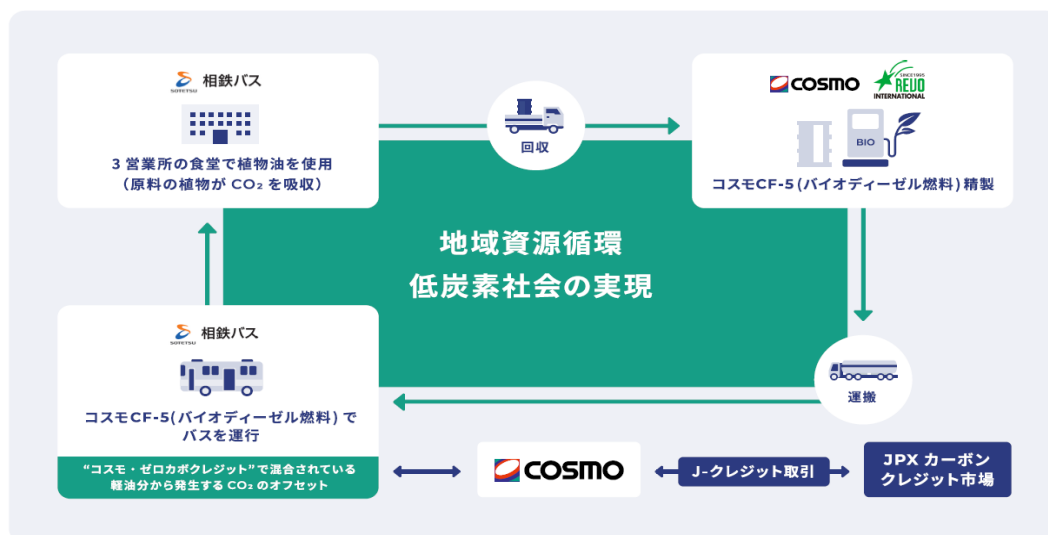 SOTETSU 相鉄バス
3営業所の食堂で植物油を使用
（原料の植物が CO₂ を吸収）
回収
COSMO
SINCE1995
REVO
INTERNATIONAL
BIO
コスモCF-5(バイオディーゼル燃料)精製
地域資源循環
低炭素社会の実現
SOTETSU 相鉄バス
コスモCF-5(バイオディーゼル燃料)で
バスを運行
“コスモ・ゼロカボクレジット”で混合されている
軽油分から発生する CO₂ のオフセット
運搬
COSMO
J-クレジット取引
JPX カーボン
クレジット市場